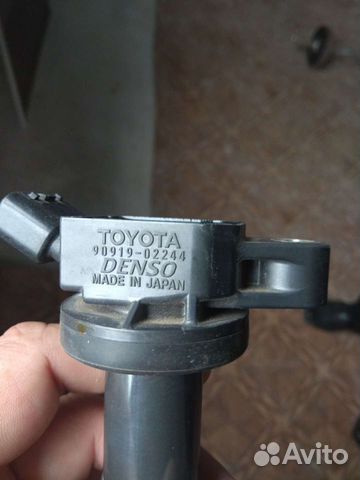 TOYOTA
90919-02244
DENSO
MADE IN JAPAN
Avito